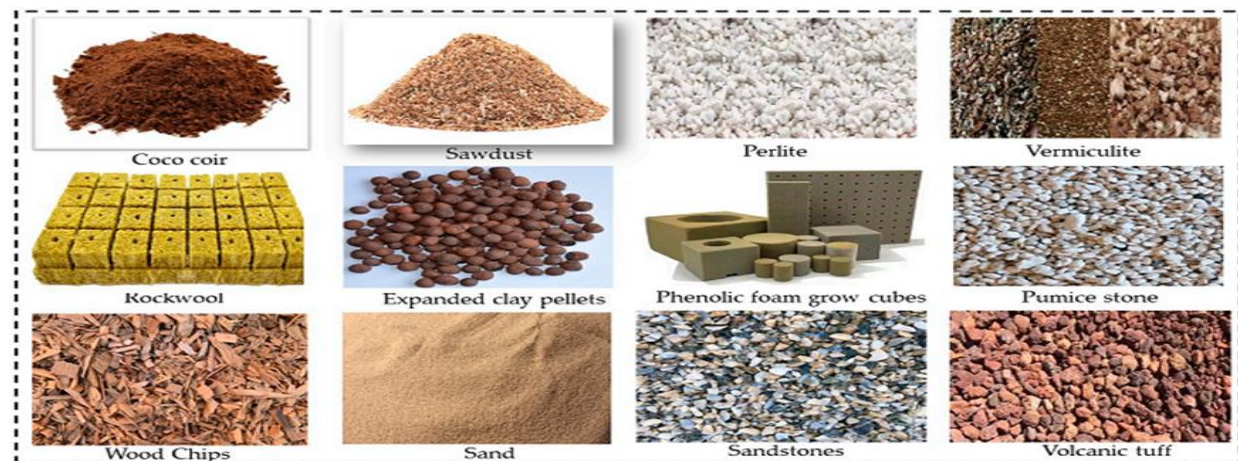 Coco coir
Sawdust
Perlite
Vermiculite
Rockwool
Expanded clay pellets
Phenolic foam grow cubes
Pumice stone
Wood Chips
Sand
Sandstones
Volcanic tuff